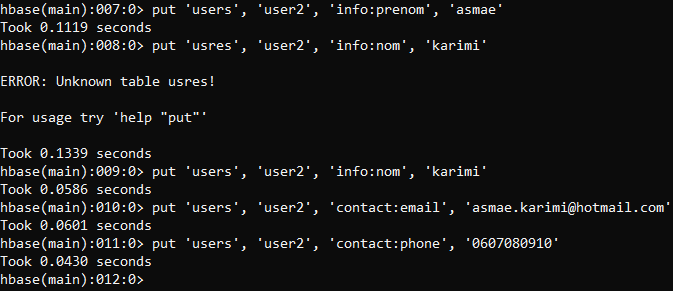 hbase(main):007:0> put 'users', 'user2', 'info:prenom', 'asmae'
Took 0.1119 seconds
hbase(main):008:0> put 'usres', 'user2', 'info:nom', 'karimi'
ERROR: Unknown table usres!
For usage try 'help "put"'
Took 0.1339 seconds
hbase(main):009:0> put 'users', 'user2', 'info:nom', 'karimi'
Took 0.0586 seconds
hbase(main):010:0> put 'users', 'user2', 'contact:email', 'asmae.karimi@hotmail.com'
Took 0.0601 seconds
hbase(main):011:0> put 'users', 'user2', 'contact:phone', '0607080910'
Took 0.0430 seconds
hbase(main):012:0>